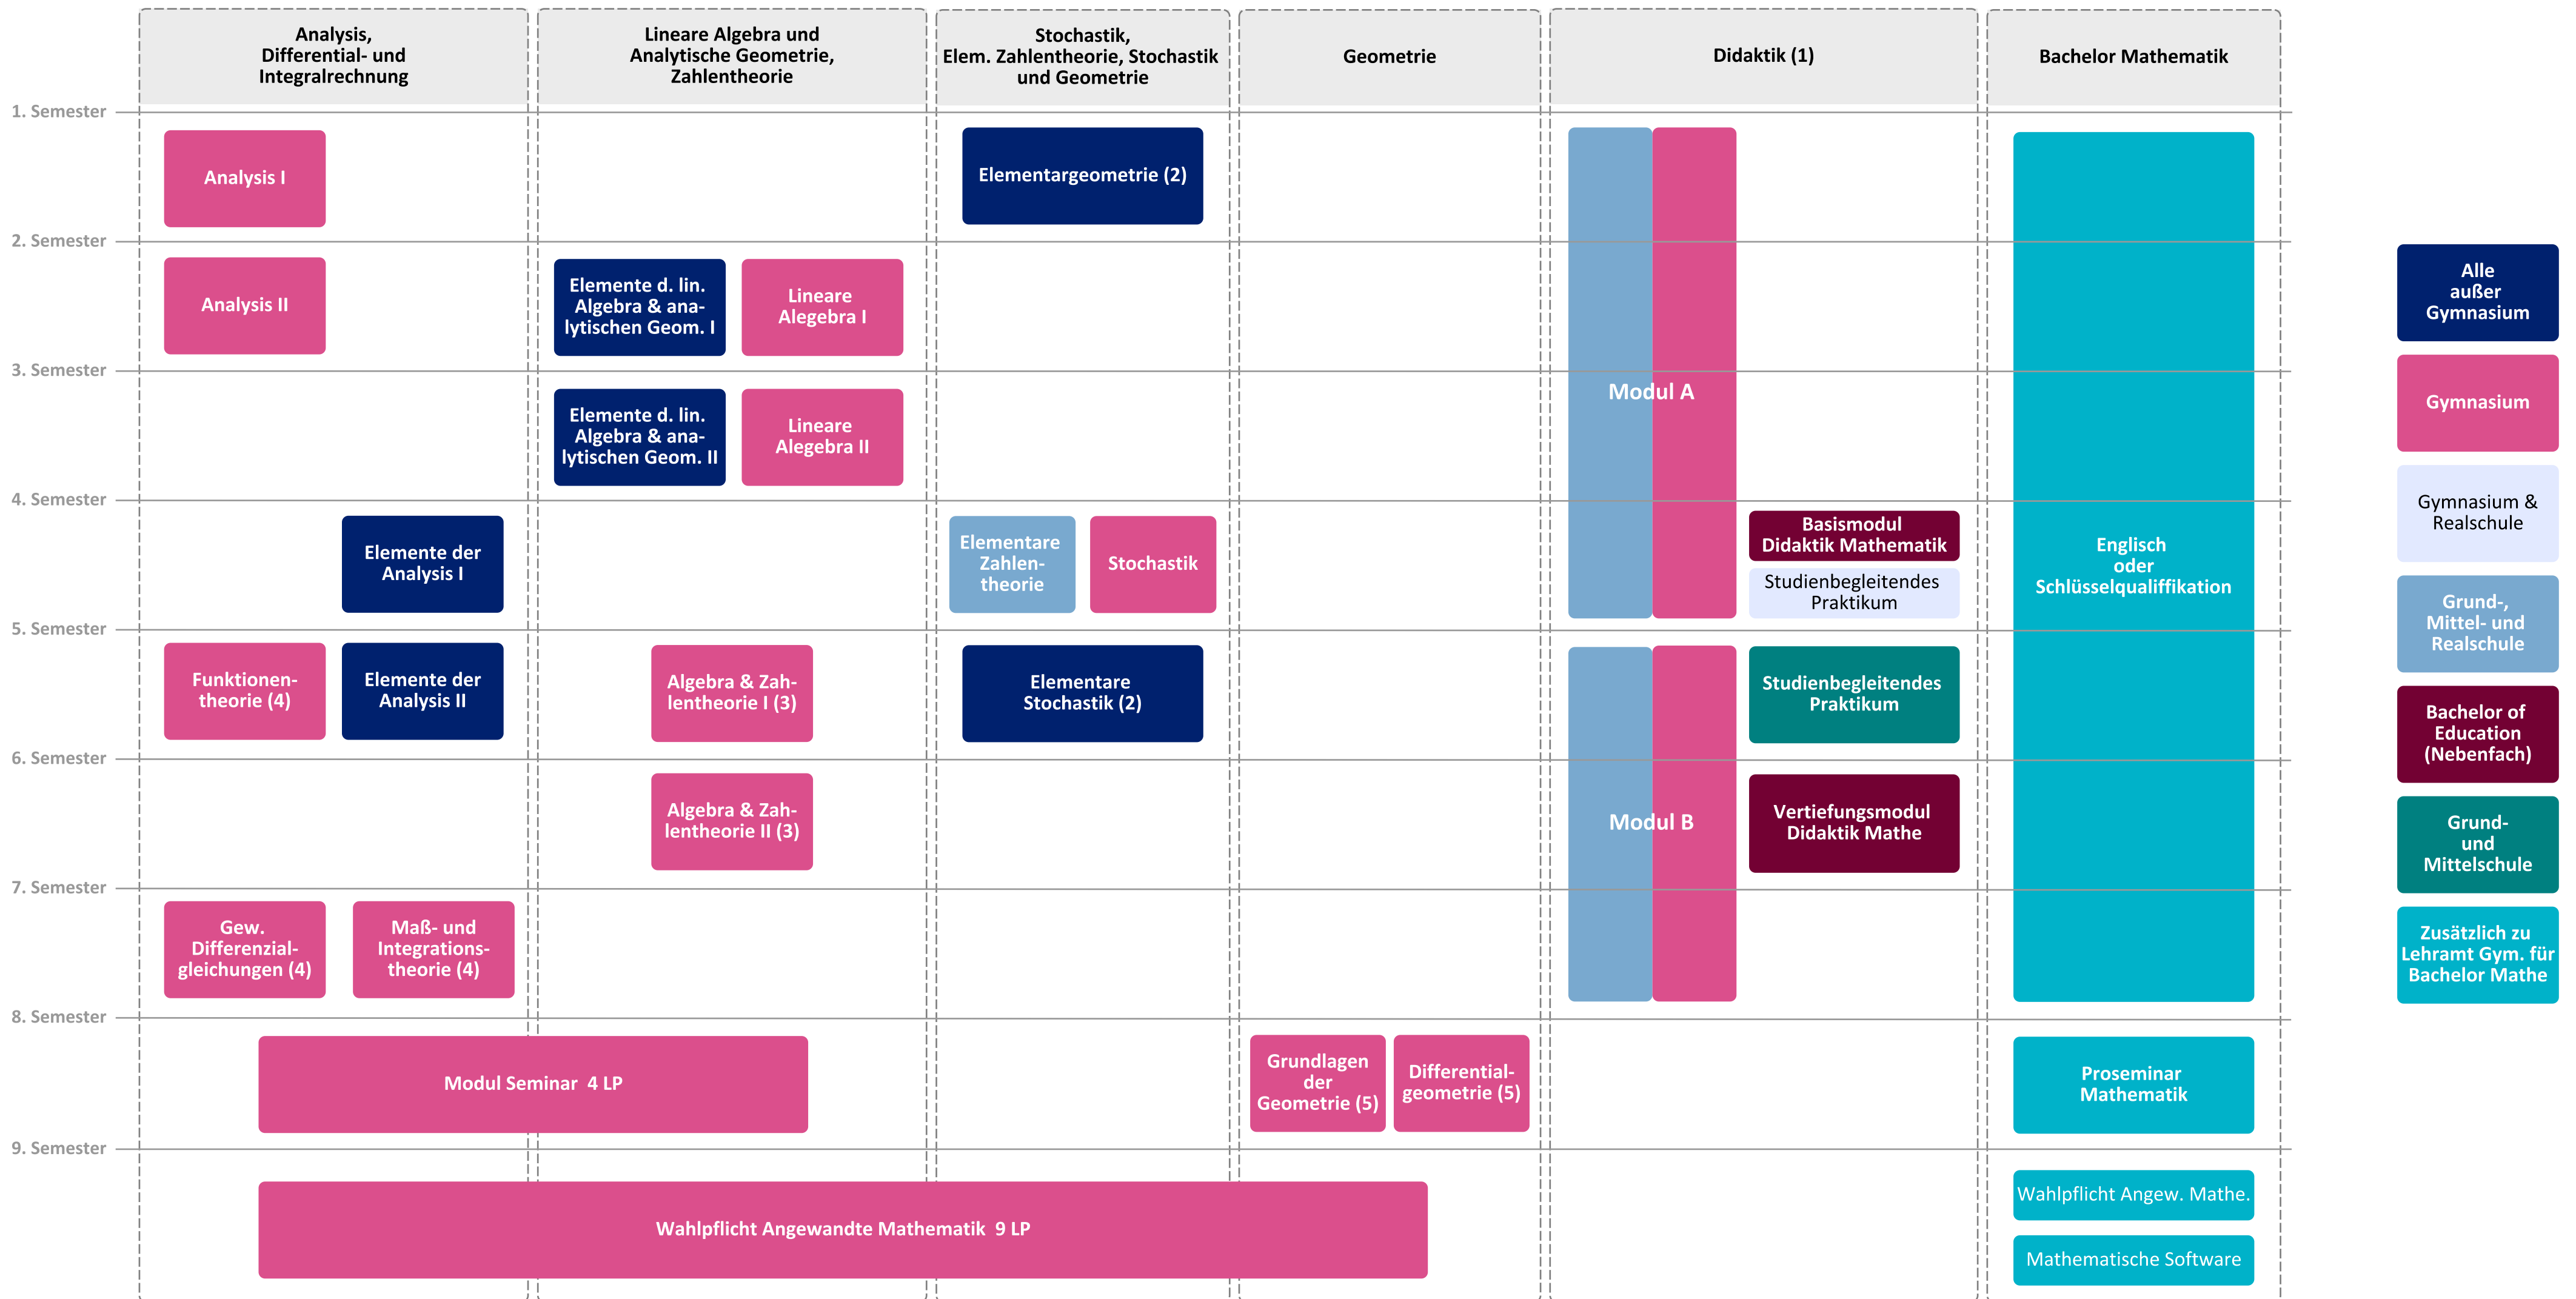 Analysis,
Differential- und
Integralrechnung
Lineare Algebra und
Analytische Geometrie,
Zahlentheorie
Stochastik,
Elem. Zahlentheorie, Stochastik
und Geometrie
Geometrie
Didaktik (1)
Bachelor Mathematik
1. Semester
Analysis I
Elementargeometrie (2)
2. Semester
Analysis II
Elemente d. lin.
Algebra & ana-
lytischen Geom. I
Lineare
Alegebra I
3. Semester
Elemente d. lin.
Algebra & ana-
lytischen Geom. II
Lineare
Alegebra II
Modul A
4. Semester
Elemente der
Analysis I
Elementare
Zahlen-
theorie
Stochastik
Basismodul
Didaktik Mathematik
Studienbegleitendes
Praktikum
Englisch
oder
Schlüsselqualiffikation
5. Semester
Funktionen-
theorie (4)
Elemente der
Analysis II
Algebra & Zah-
lentheorie I (3)
Elementare
Stochastik (2)
Studienbegleitendes
Praktikum
6. Semester
Algebra & Zah-
lentheorie II (3)
Modul B
Vertiefungsmodul
Didaktik Mathe
7. Semester
Gew.
Differenzial-
gleichungen (4)
Maß- und
Integrations-
theorie (4)
8. Semester
Modul Seminar 4 LP
Grundlagen
der
Geometrie (5)
Differential-
geometrie (5)
Proseminar
Mathematik
9. Semester
Wahlpflicht Angewandte Mathematik 9 LP
Wahlpflicht Angew. Mathe.
Mathematische Software
Alle
außer
Gymnasium
Gymnasium
Gymnasium &
Realschule
Grund-,
Mittel- und
Realschule
Bachelor of
Education
(Nebenfach)
Grund-
und
Mittelschule
Zusätzlich zu
Lehramt Gym. für
Bachelor Mathe